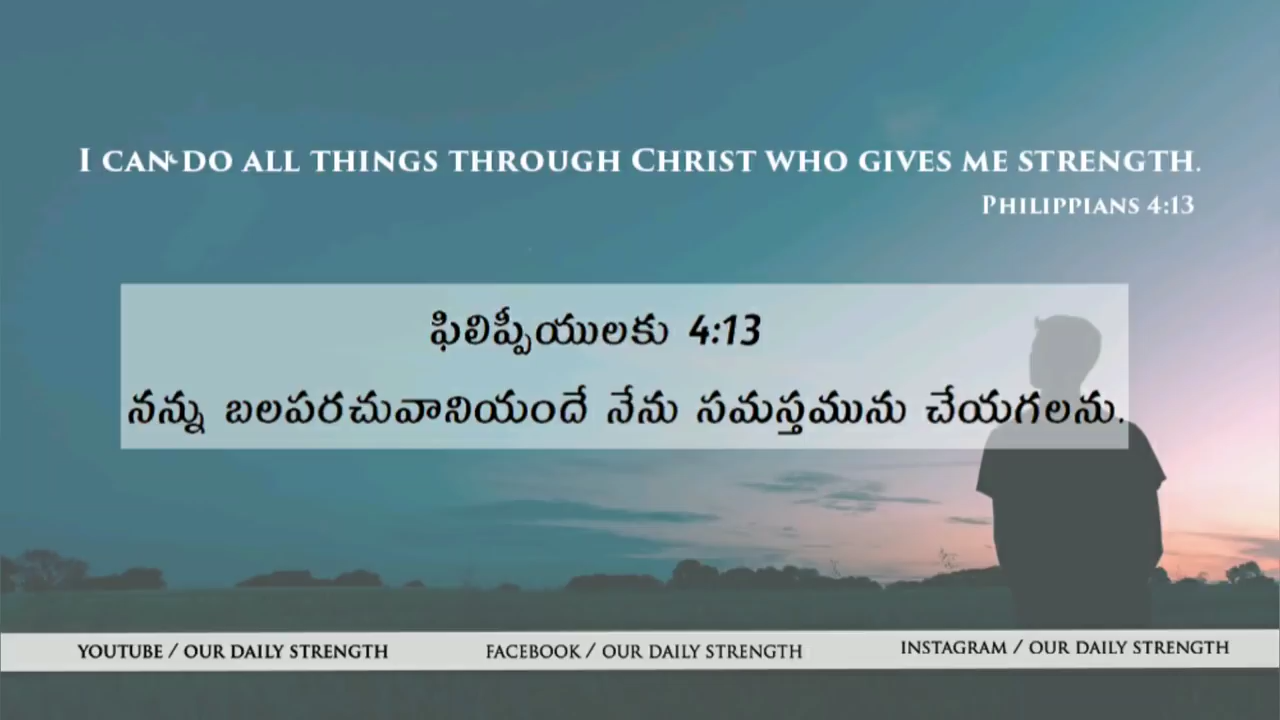 I CAN DO ALL THINGS THROUGH CHRIST WHO GIVES ME STRENGTH.
PHILIPPIANS 4:13
ఫిలిప్పీయులకు 4:13
నన్ను బలపరచువానియందే నేను సమస్తమును చేయగలను.
YOUTUBE / OUR DAILY STRENGTH FACEBOOK / OUR DAILY STRENGTH INSTAGRAM / OUR DAILY STRENGTH